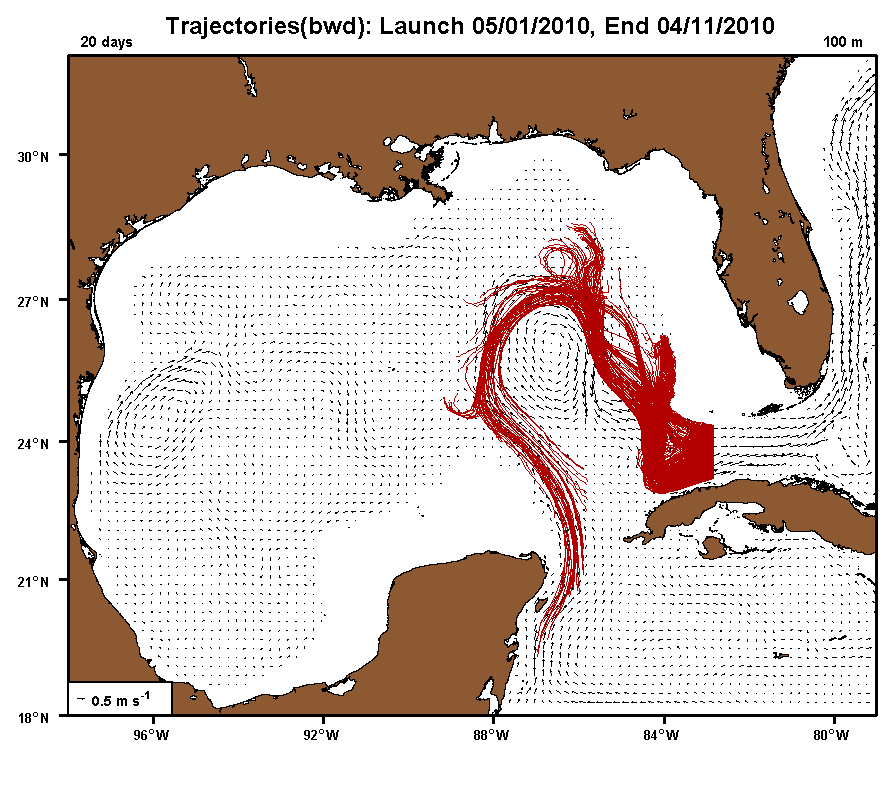 Trajectories(bwd): Launch 05/01/2010, End 04/11/2010
20 days 100 m
30°N
27°N
24°N
21°N
18°N
~ 0.5 m s⁻¹
96°W 92°W 88°W 84°W 80°W